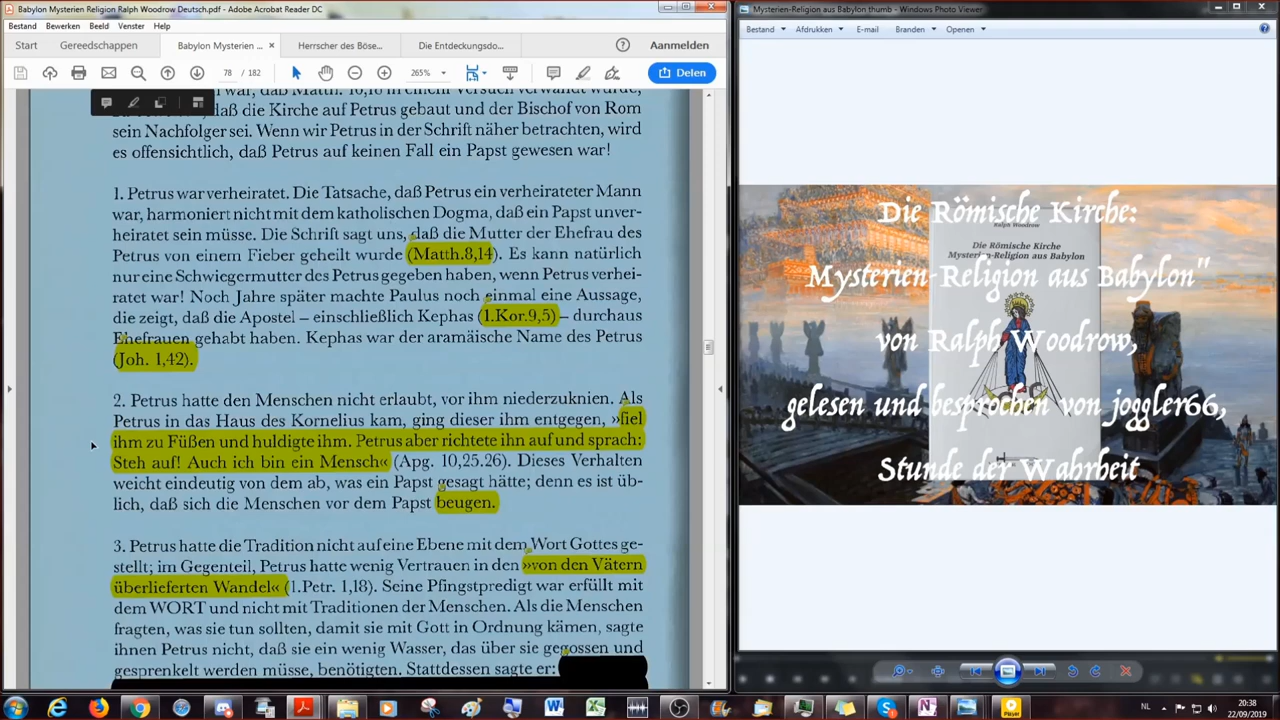 Babylon Mysterien Religion Ralph Woodrow Deutsch.pdf - Adobe Acrobat Reader DC
Bestand Bewerken Beeld Venster Help
Start Gereedschappen Babylon Mysterien ... × Herrscher des Böse... Die Entdeckungsdo... Aanmelden
78 / 182 265% Delen
daß die Kirche auf Petrus gebaut und der Bischof von Rom
sein Nachfolger sei. Wenn wir Petrus in der Schrift näher betrachten, wird
es offensichtlich, daß Petrus auf keinen Fall ein Papst gewesen war!
1. Petrus war verheiratet. Die Tatsache, daß Petrus ein verheirateter Mann
war, harmoniert nicht mit dem katholischen Dogma, daß ein Papst unver-
heiratet sein müsse. Die Schrift sagt uns, daß die Mutter der Ehefrau des
Petrus von einem Fieber geheilt wurde (Matth.8,14). Es kann natürlich
nur eine Schwiegermutter des Petrus gegeben haben, wenn Petrus verhei-
ratet war! Noch Jahre später machte Paulus noch einmal eine Aussage,
die zeigt, daß die Apostel – einschließlich Kephas (1.Kor.9,5) – durchaus
Ehefrauen gehabt haben. Kephas war der aramäische Name des Petrus
(Joh. 1,42).
2. Petrus hatte den Menschen nicht erlaubt, vor ihm niederzuknien. Als
Petrus in das Haus des Kornelius kam, ging dieser ihm entgegen, »fiel
ihm zu Füßen und huldigte ihm. Petrus aber richtete ihn auf und sprach:
Steh auf! Auch ich bin ein Mensch« (Apg. 10,25.26). Dieses Verhalten
weicht eindeutig von dem ab, was ein Papst gesagt hätte; denn es ist üb-
lich, daß sich die Menschen vor dem Papst beugen.
3. Petrus hatte die Tradition nicht auf eine Ebene mit dem Wort Gottes ge-
stellt; im Gegenteil, Petrus hatte wenig Vertrauen in den »von den Vätern
überlieferten Wandel« (1.Petr. 1,18). Seine Pfingstpredigt war erfüllt mit
dem WORT und nicht mit Traditionen der Menschen. Als die Menschen
fragten, was sie tun sollten, damit sie mit Gott in Ordnung kämen, sagte
ihnen Petrus nicht, daß sie ein wenig Wasser, das über sie gegossen und
gesprenkelt werden müsse, benötigten. Stattdessen sagte er:
Mysterien-Religion aus Babylon thumb - Windows Photo Viewer
Bestand Afdrukken E-mail Branden Openen
Die Römische Kirche:
Ralph Woodrow
Die Römische Kirche
Mysterien-Religion aus Babylon
Mysterien-Religion aus Babylon"
von Ralph Woodrow,
gelesen und besprochen von joggler66,
Stunde der Wahrheit
NL 20:38
22/09/2019